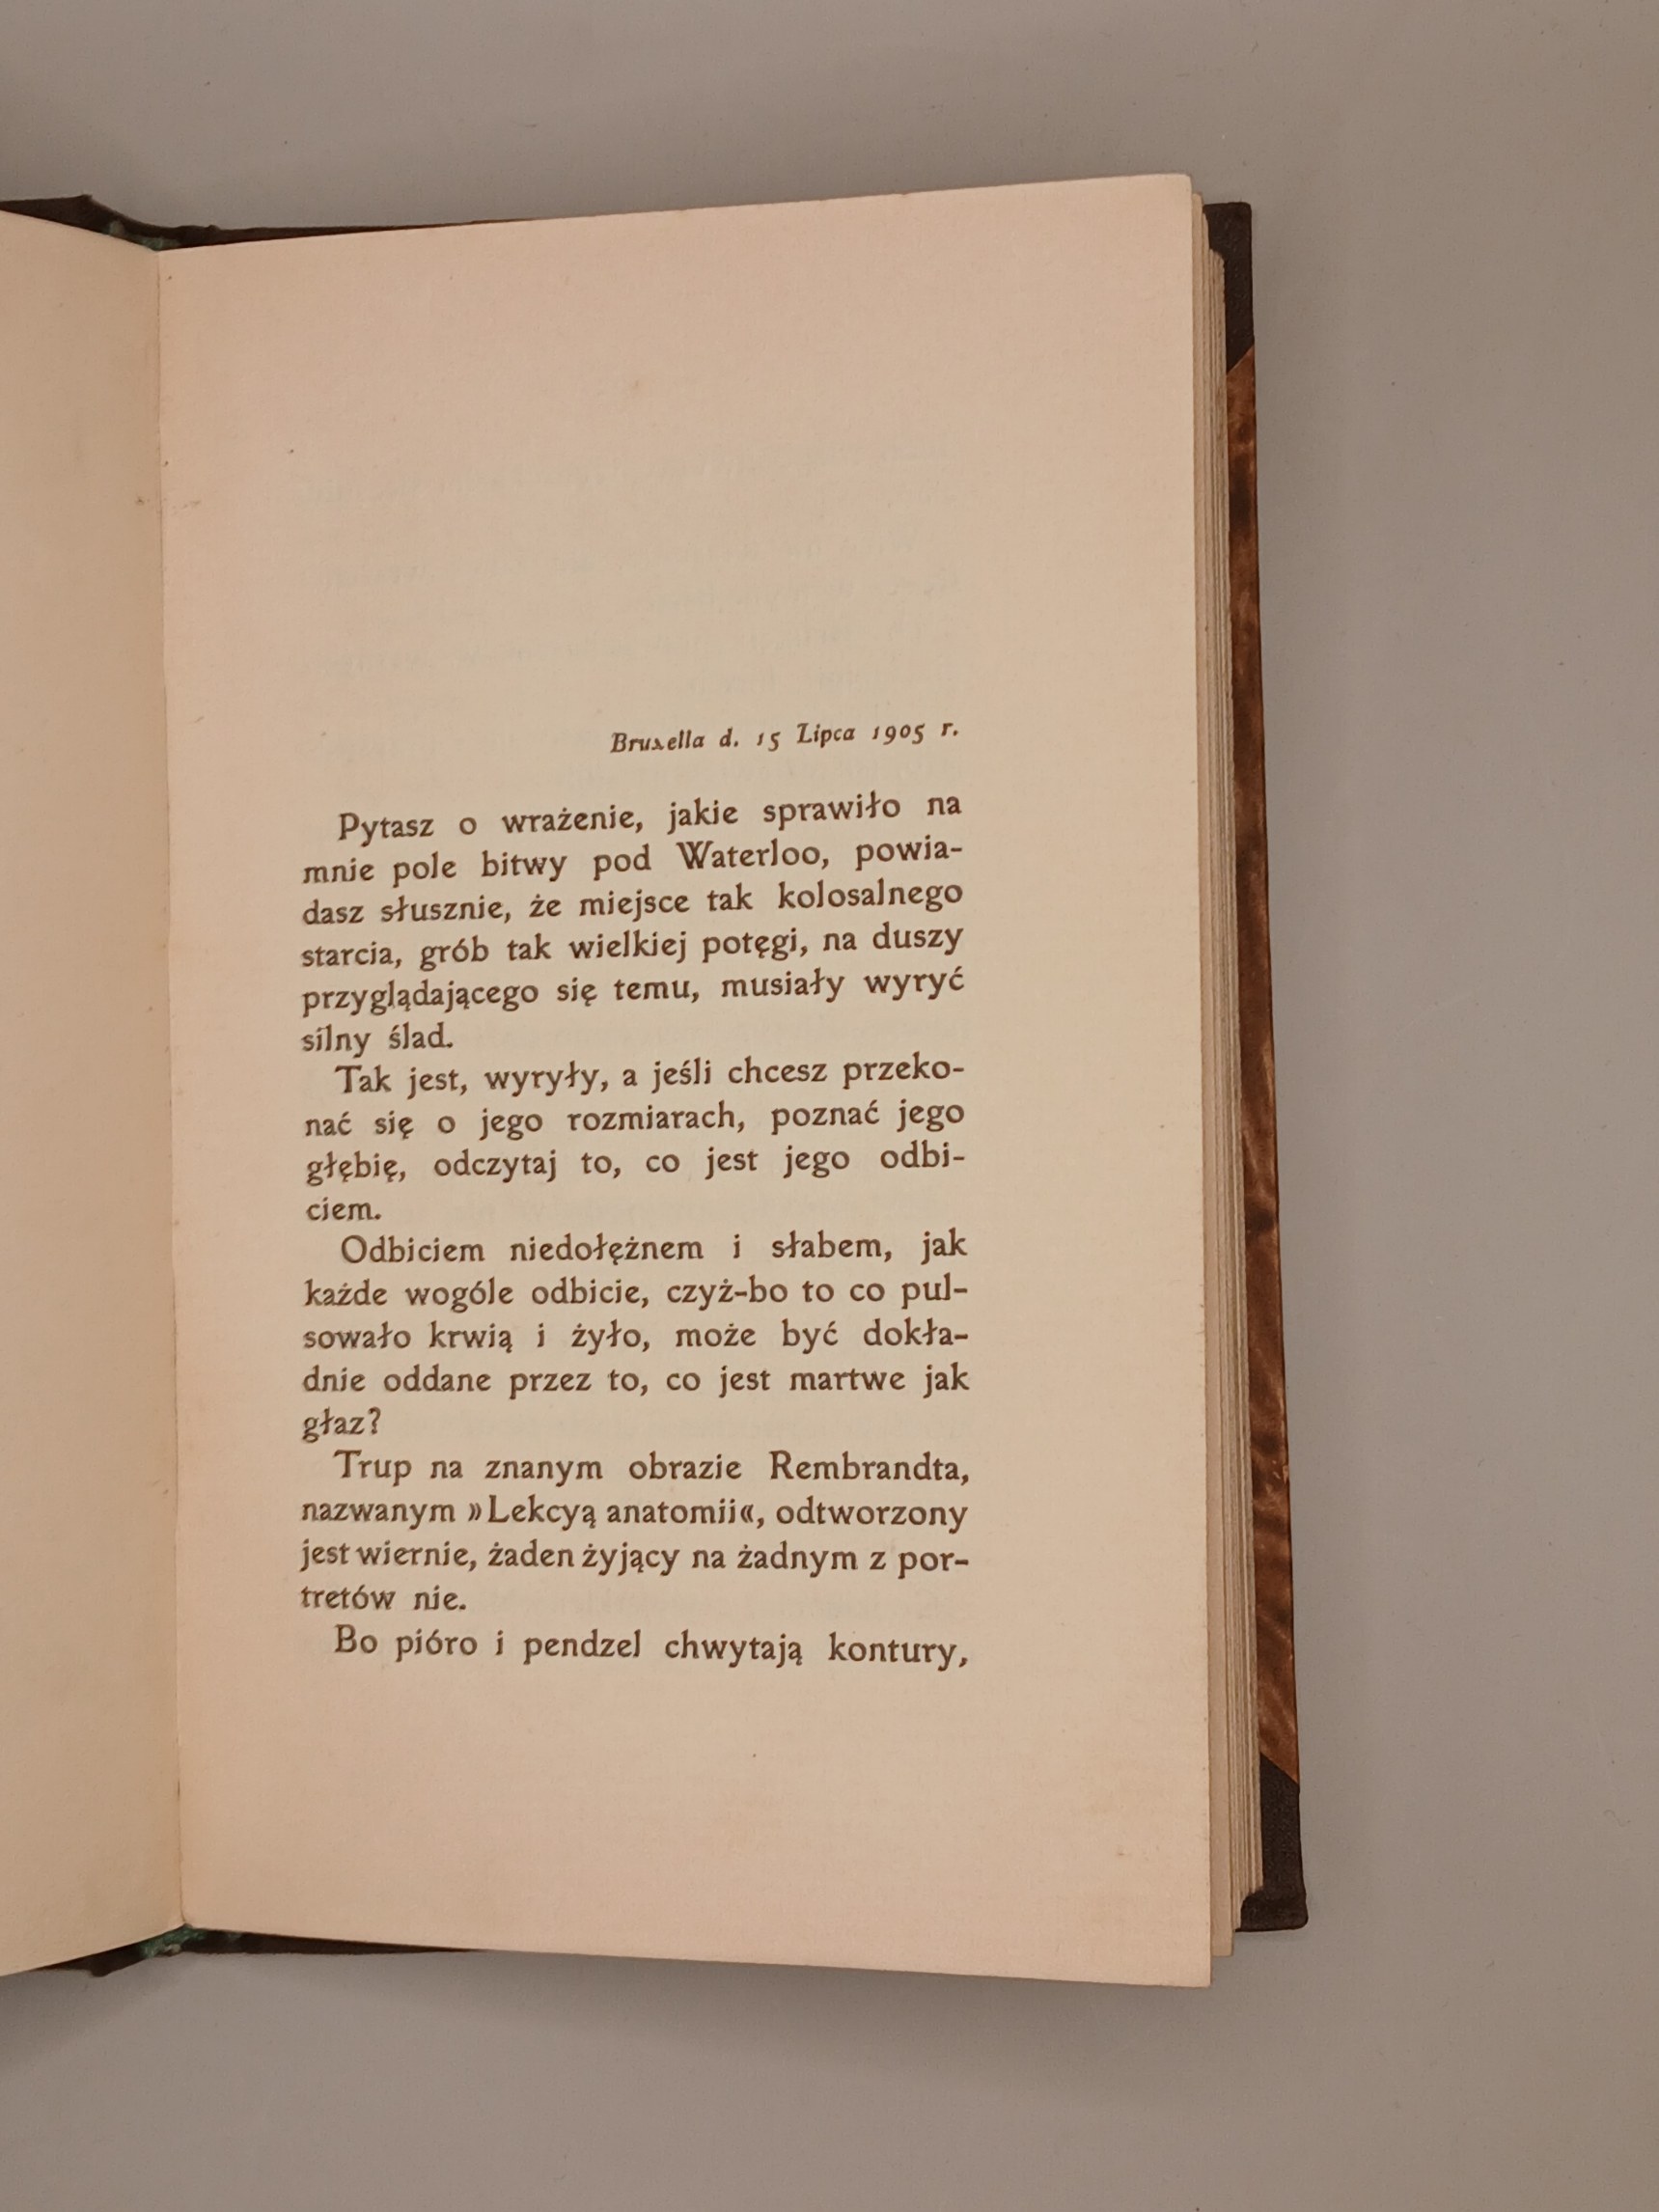 Bruxella d. 15 Lipca 1905 r.
Pytasz o wrażenie, jakie sprawiło na
mnie pole bitwy pod Waterloo, powia-
dasz słusznie, że miejsce tak kolosalnego
starcia, grób tak wielkiej potęgi, na duszy
przyglądającego się temu, musiały wyryć
silny ślad.
Tak jest, wyryły, a jeśli chcesz przeko-
nać się o jego rozmiarach, poznać jego
głębię, odczytaj to, co jest jego odbi-
ciem.
Odbiciem niedołężnem i słabem, jak
każde wogóle odbicie, czyż-bo to co pul-
sowało krwią i żyło, może być dokła-
dnie oddane przez to, co jest martwe jak
głaz?
Trup na znanym obrazie Rembrandta,
nazwanym »Lekcyą anatomii«, odtworzony
jest wiernie, żaden żyjący na żadnym z por-
tretów nie.
Bo pióro i pendzel chwytają kontury,